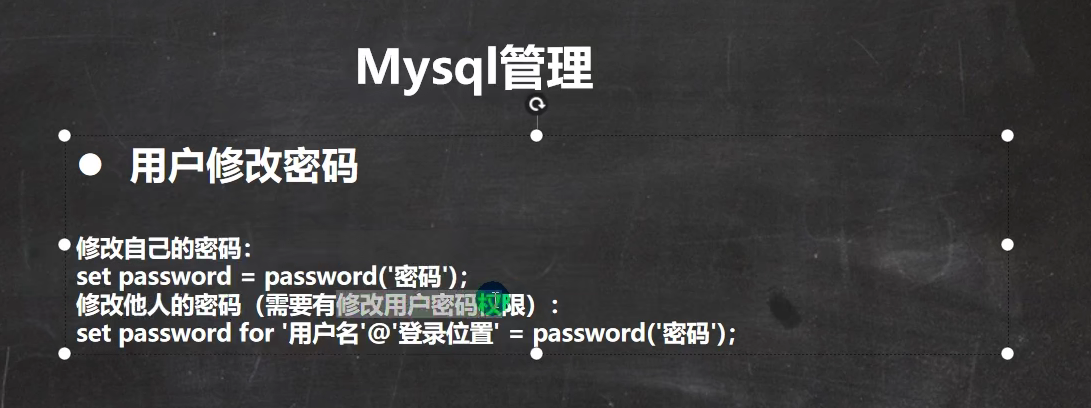 Mysql管理
● 用户修改密码
修改自己的密码：
set password = password('密码');
修改他人的密码（需要有修改用户密码权限）：
set password for '用户名'@'登录位置' = password('密码');